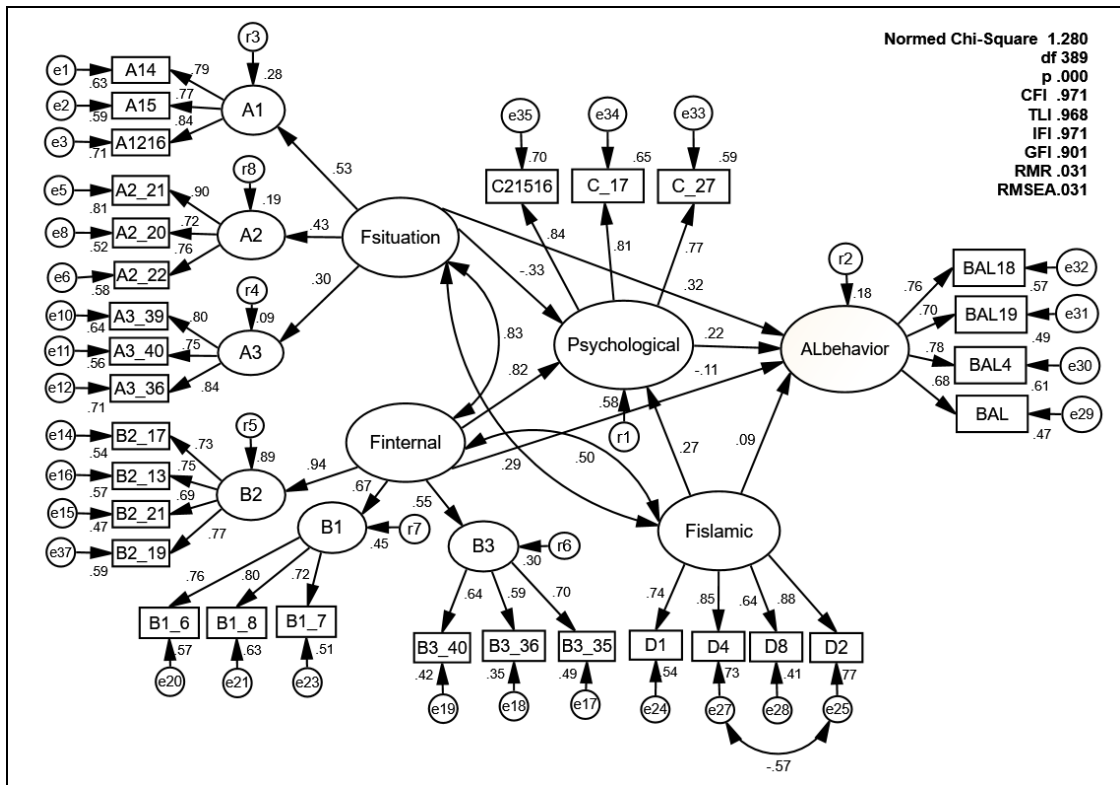 Normed Chi-Square 1.280
df 389
p .000
CFI .971
TLI .968
IFI .971
GFI .901
RMR .031
RMSEA.031
r3
.28
e1
.63
A14
.79
e2
.59
A15
.77
A1
e3
.71
A1216
.84
.53
r8
.19
e5
.81
A2_21
.90
e8
.52
A2_20
.72
A2
.43
e6
.58
A2_22
.76
Fsituation
.30
r4
.09
e10
.64
A3_39
.80
e11
.56
A3_40
.75
A3
e12
.71
A3_36
.84
e35
e34
e33
.70
.65
.59
C21516
C_17
C_27
.84
.81
.77
-.33
.32
.83
Psychological
.22
-.11
.82
.58
r1
r2
.18
ALbehavior
.76
BAL18
e32
.57
.70
BAL19
e31
.49
.78
BAL4
e30
.61
.68
BAL
e29
.47
Finternal
.29
.50
.27
.09
r5
.89
e14
.54
B2_17
.73
e16
.57
B2_13
.75
B2
.94
e15
.47
B2_21
.69
e37
.59
B2_19
.77
.67
.55
B1
r7
.45
B3
r6
.30
Fislamic
.76
.80
.72
B1_6
B1_8
B1_7
.57
.63
.51
e20
e21
e23
.64
.59
.70
B3_40
B3_36
B3_35
.42
.35
.49
e19
e18
e17
.74
.85
.64
.88
D1
D4
D8
D2
.54
.73
.41
.77
e24
e27
e28
e25
-.57